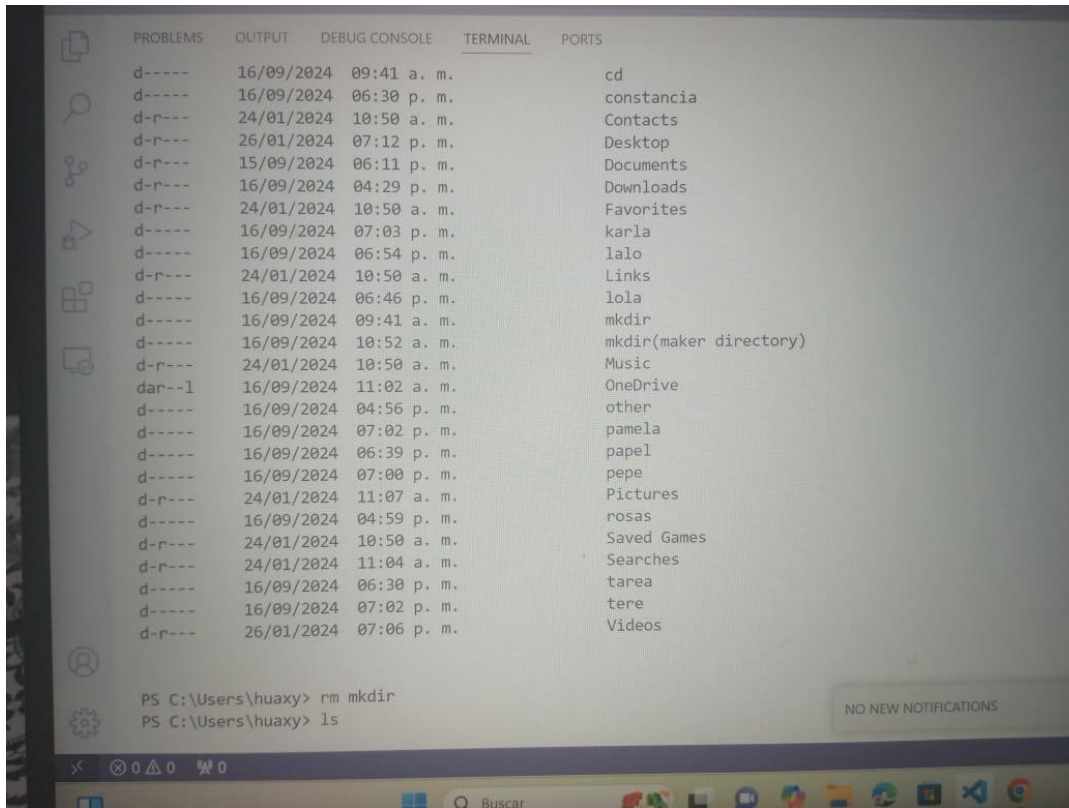 PROBLEMS OUTPUT DEBUG CONSOLE TERMINAL PORTS
d----- 16/09/2024 09:41 a. m. cd
d----- 16/09/2024 06:30 p. m. constancia
d-r--- 24/01/2024 10:50 a. m. Contacts
d-r--- 26/01/2024 07:12 p. m. Desktop
d-r--- 15/09/2024 06:11 p. m. Documents
d-r--- 16/09/2024 04:29 p. m. Downloads
d-r--- 24/01/2024 10:50 a. m. Favorites
d----- 16/09/2024 07:03 p. m. karla
d----- 16/09/2024 06:54 p. m. lalo
d-r--- 24/01/2024 10:50 a. m. Links
d----- 16/09/2024 06:46 p. m. lola
d----- 16/09/2024 09:41 a. m. mkdir
d----- 16/09/2024 10:52 a. m. mkdir(maker directory)
d-r--- 24/01/2024 10:50 a. m. Music
dar--l 16/09/2024 11:02 a. m. OneDrive
d----- 16/09/2024 04:56 p. m. other
d----- 16/09/2024 07:02 p. m. pamela
d----- 16/09/2024 06:39 p. m. papel
d----- 16/09/2024 07:00 p. m. pepe
d-r--- 24/01/2024 11:07 a. m. Pictures
d----- 16/09/2024 04:59 p. m. rosas
d-r--- 24/01/2024 10:50 a. m. Saved Games
d-r--- 24/01/2024 11:04 a. m. Searches
d----- 16/09/2024 06:30 p. m. tarea
d----- 16/09/2024 07:02 p. m. tere
d-r--- 26/01/2024 07:06 p. m. Videos
PS C:\Users\huaxy> rm mkdir
PS C:\Users\huaxy> ls
NO NEW NOTIFICATIONS
0 0 0
Buscar